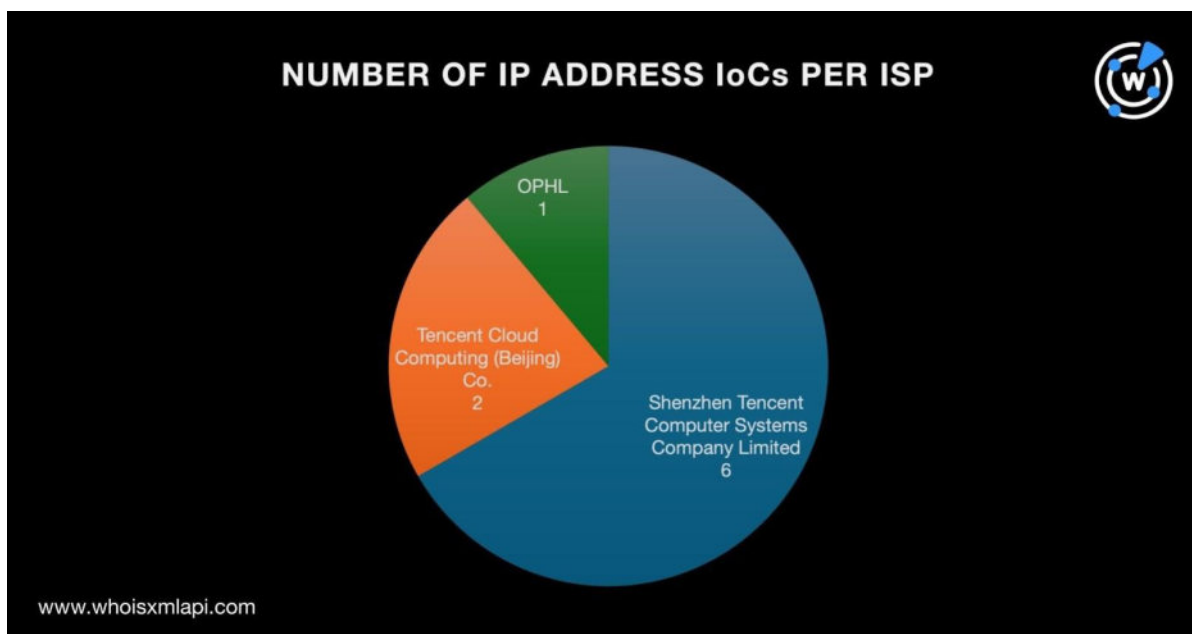 NUMBER OF IP ADDRESS IoCs PER ISP
W
OPHL
1
Tencent Cloud
Computing (Beijing)
Co.
2
Shenzhen Tencent
Computer Systems
Company Limited
6
www.whoisxmlapi.com